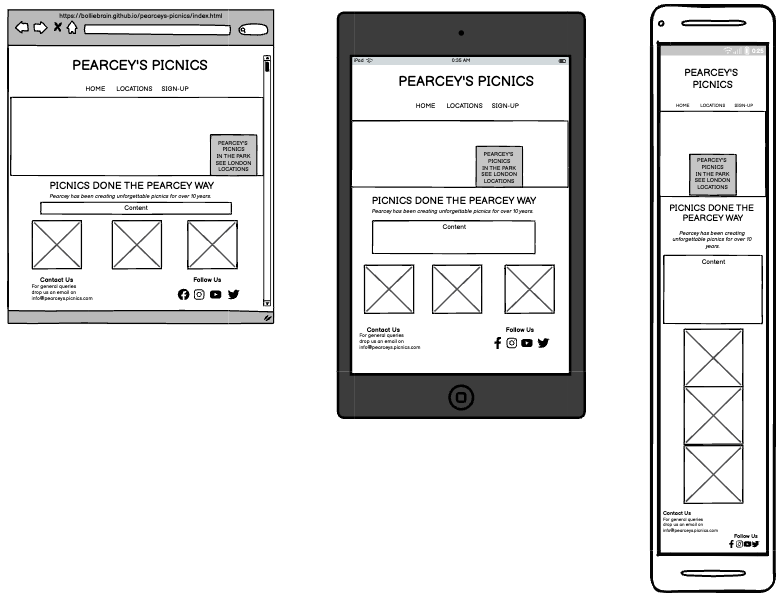 https://bolliebrain.github.io/pearceys-picnics/index.html
PEARCEY'S PICNICS
HOME LOCATIONS SIGN-UP
PEARCEY'S
PICNICS
IN THE PARK
SEE LONDON
LOCATIONS
PICNICS DONE THE PEARCEY WAY
Pearcey has been creating unforgettable picnics for over 10 years.
Content
Contact Us
For general queries
drop us an email on
info@pearceys.picnics.com
Follow Us
iPad
0:35 AM
PEARCEY'S PICNICS
HOME LOCATIONS SIGN-UP
PEARCEY'S
PICNICS
IN THE PARK
SEE LONDON
LOCATIONS
PICNICS DONE THE PEARCEY WAY
Pearcey has been creating unforgettable picnics for over 10 years.
Content
Contact Us
For general queries
drop us an email on
info@pearceys.picnics.com
Follow Us
0:35
PEARCEY'S
PICNICS
HOME LOCATIONS SIGN-UP
PEARCEY'S
PICNICS
IN THE PARK
SEE LONDON
LOCATIONS
PICNICS DONE THE
PEARCEY WAY
Pearcey has been creating
unforgettable picnics for over 10
years.
Content
Contact Us
For general queries
drop us an email on
info@pearceys.picnics.com
Follow Us